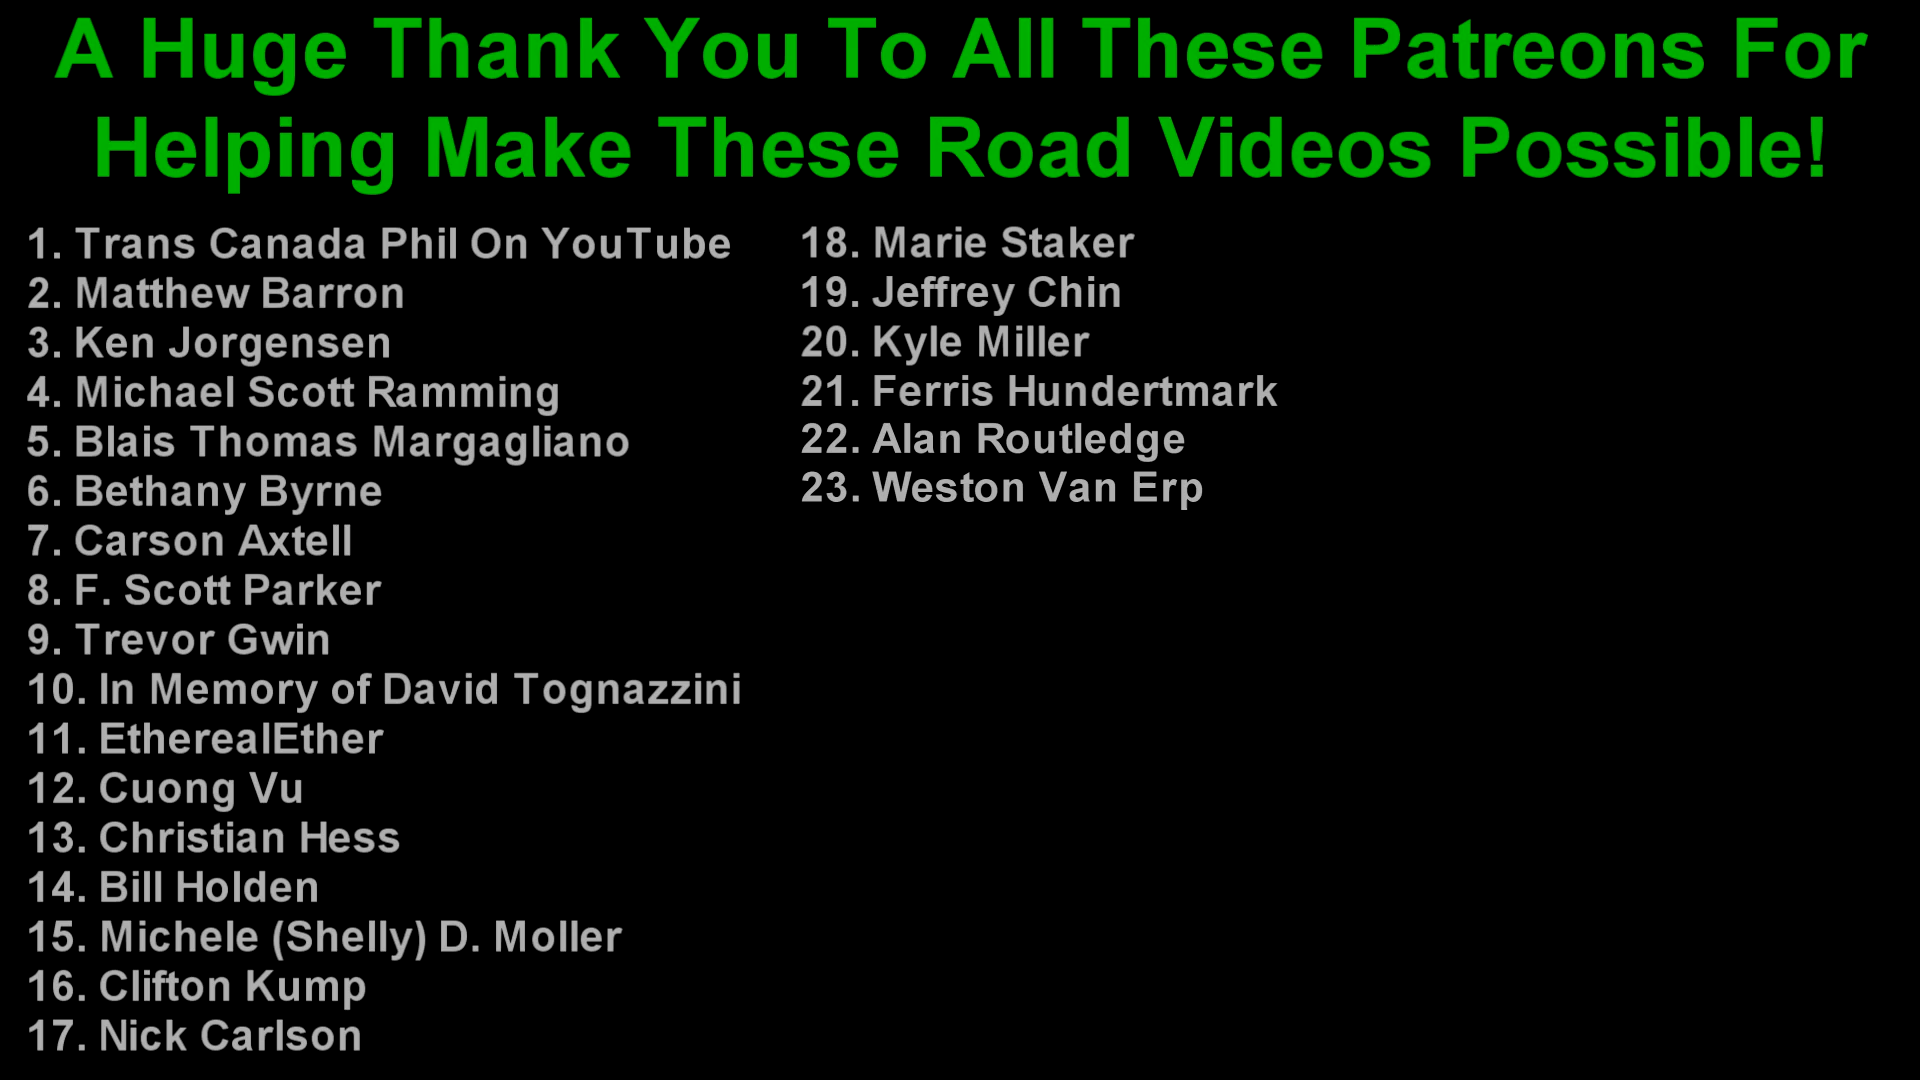 A Huge Thank You To All These Patreons For
Helping Make These Road Videos Possible!
1. Trans Canada Phil On YouTube
2. Matthew Barron
3. Ken Jorgensen
4. Michael Scott Ramming
5. Blais Thomas Margagliano
6. Bethany Byrne
7. Carson Axtell
8. F. Scott Parker
9. Trevor Gwin
10. In Memory of David Tognazzini
11. EtherealEther
12. Cuong Vu
13. Christian Hess
14. Bill Holden
15. Michele (Shelly) D. Moller
16. Clifton Kump
17. Nick Carlson
18. Marie Staker
19. Jeffrey Chin
20. Kyle Miller
21. Ferris Hundertmark
22. Alan Routledge
23. Weston Van Erp